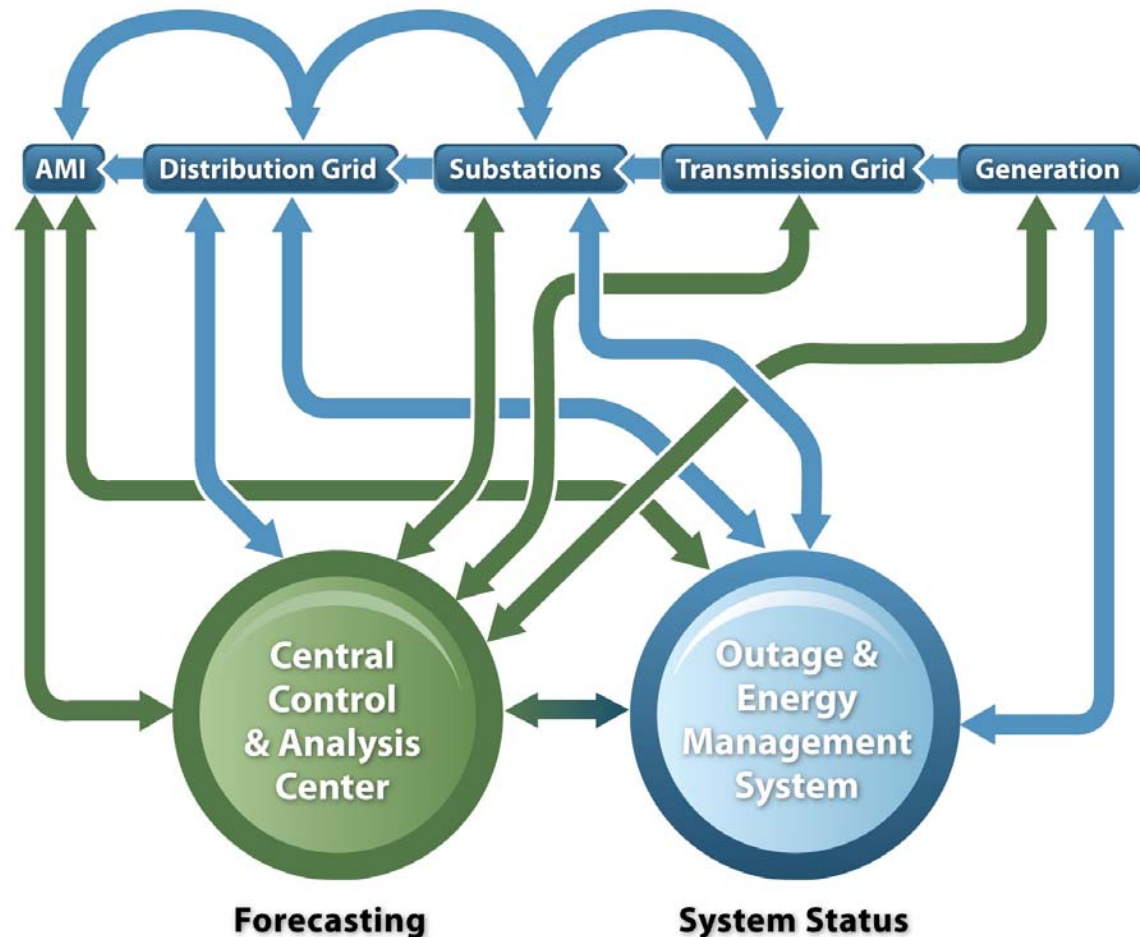 AMI
Distribution Grid
Substations
Transmission Grid
Generation
Central
Control
& Analysis
Center
Outage &
Energy
Management
System
Forecasting
System Status